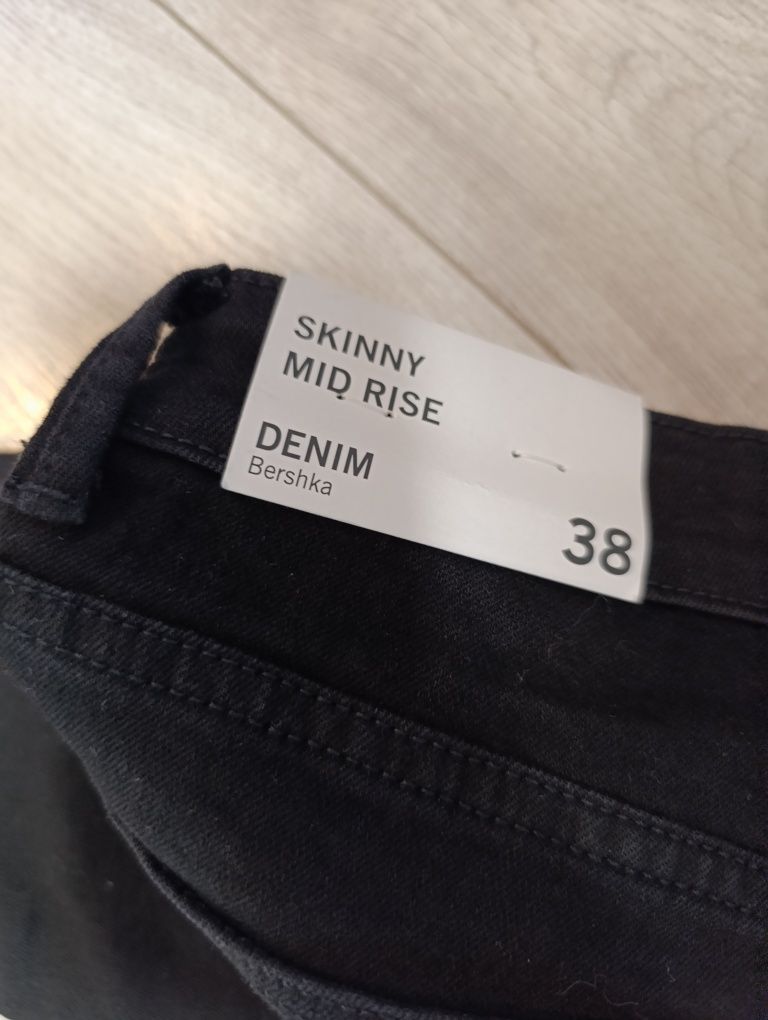 SKINNY
MID RISE
DENIM
Bershka
38